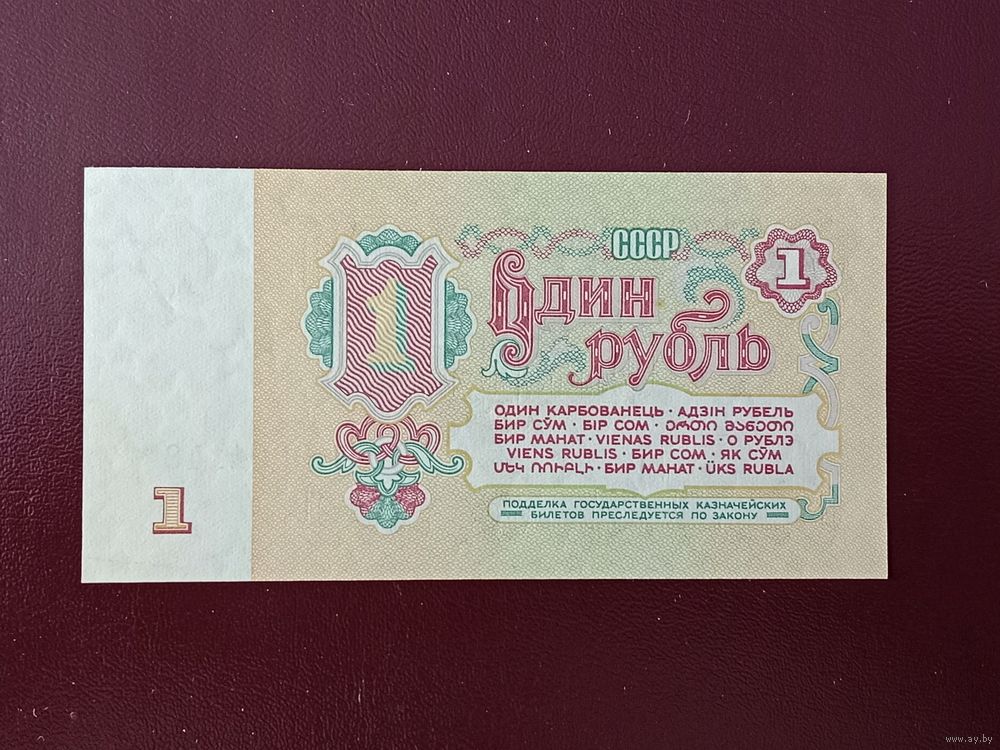 СССР
1
1
Один
рубль
ОДИН КАРБОВАНЕЦЬ · АДЗІН РУБЕЛЬ
БИР СЎМ · БІР СОМ · ᲔᲠᲗᲘ ᲛᲐᲜᲔᲗᲘ
БИР МАНАТ · VIENAS RUBLIS · О РУБЛЭ
VIENS RUBLIS · БИР СОМ · ЯК СӮМ
ՄԵԿ ՌՈՒԲԼԻ · БИР МАНАТ · ÜKS RUBLA
ПОДДЕЛКА ГОСУДАРСТВЕННЫХ КАЗНАЧЕЙСКИХ
БИЛЕТОВ ПРЕСЛЕДУЕТСЯ ПО ЗАКОНУ
1
www.ay.by